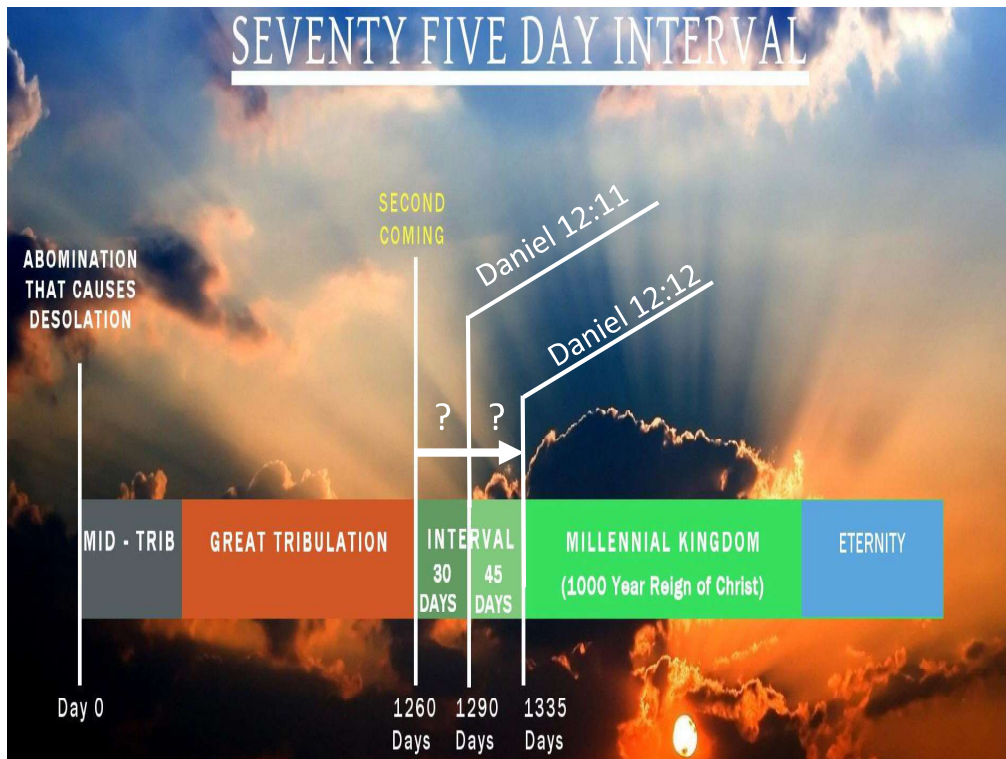 SEVENTY FIVE DAY INTERVAL
SECOND
COMING
Daniel 12:11
Daniel 12:12
ABOMINATION
THAT CAUSES
DESOLATION
? ?
MID - TRIB
GREAT TRIBULATION
INTERVAL
30
DAYS
45
DAYS
MILLENNIAL KINGDOM
(1000 Year Reign of Christ)
ETERNITY
Day 0
1260
Days
1290
Days
1335
Days